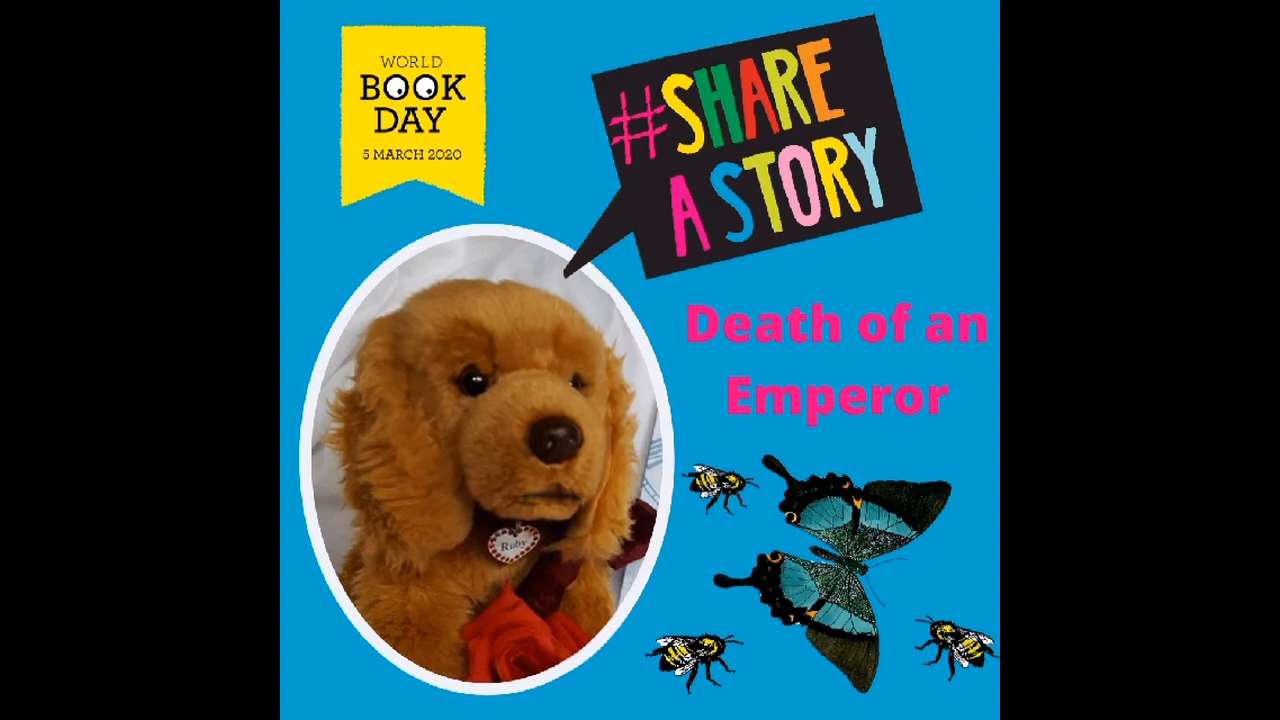 WORLD
BOOK
DAY
5 MARCH 2020
#SHARE
A STORY
Death of an
Emperor
Ruby